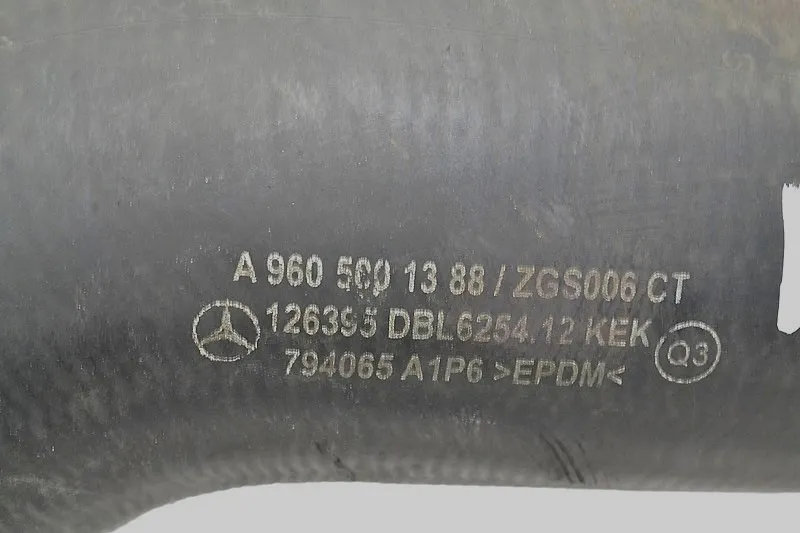 A 960 500 13 88 / ZGS006 CT
126395 DBL6254.12 KEK
794065 A1P6 >EPDM<
Q3